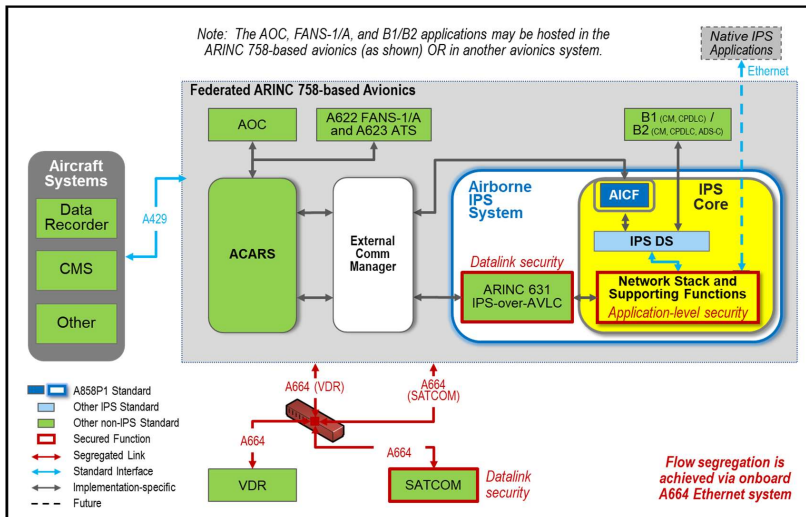 Note: The AOC, FANS-1/A, and B1/B2 applications may be hosted in the
ARINC 758-based avionics (as shown) OR in another avionics system.
Native IPS
Applications
Ethernet
Federated ARINC 758-based Avionics
AOC
A622 FANS-1/A
and A623 ATS
B1 (CM, CPDLC) /
B2 (CM, CPDLC, ADS-C)
Aircraft
Systems
Data
Recorder
CMS
Other
A429
ACARS
External
Comm
Manager
Airborne
IPS
System
AICF
IPS
Core
IPS DS
Datalink security
ARINC 631
IPS-over-AVLC
Network Stack and
Supporting Functions
Application-level security
A858P1 Standard
Other IPS Standard
Other non-IPS Standard
Secured Function
Segregated Link
Standard Interface
Implementation-specific
Future
A664 (VDR)
A664
(SATCOM)
A664
A664
VDR
SATCOM
Datalink
security
Flow segregation is
achieved via onboard
A664 Ethernet system